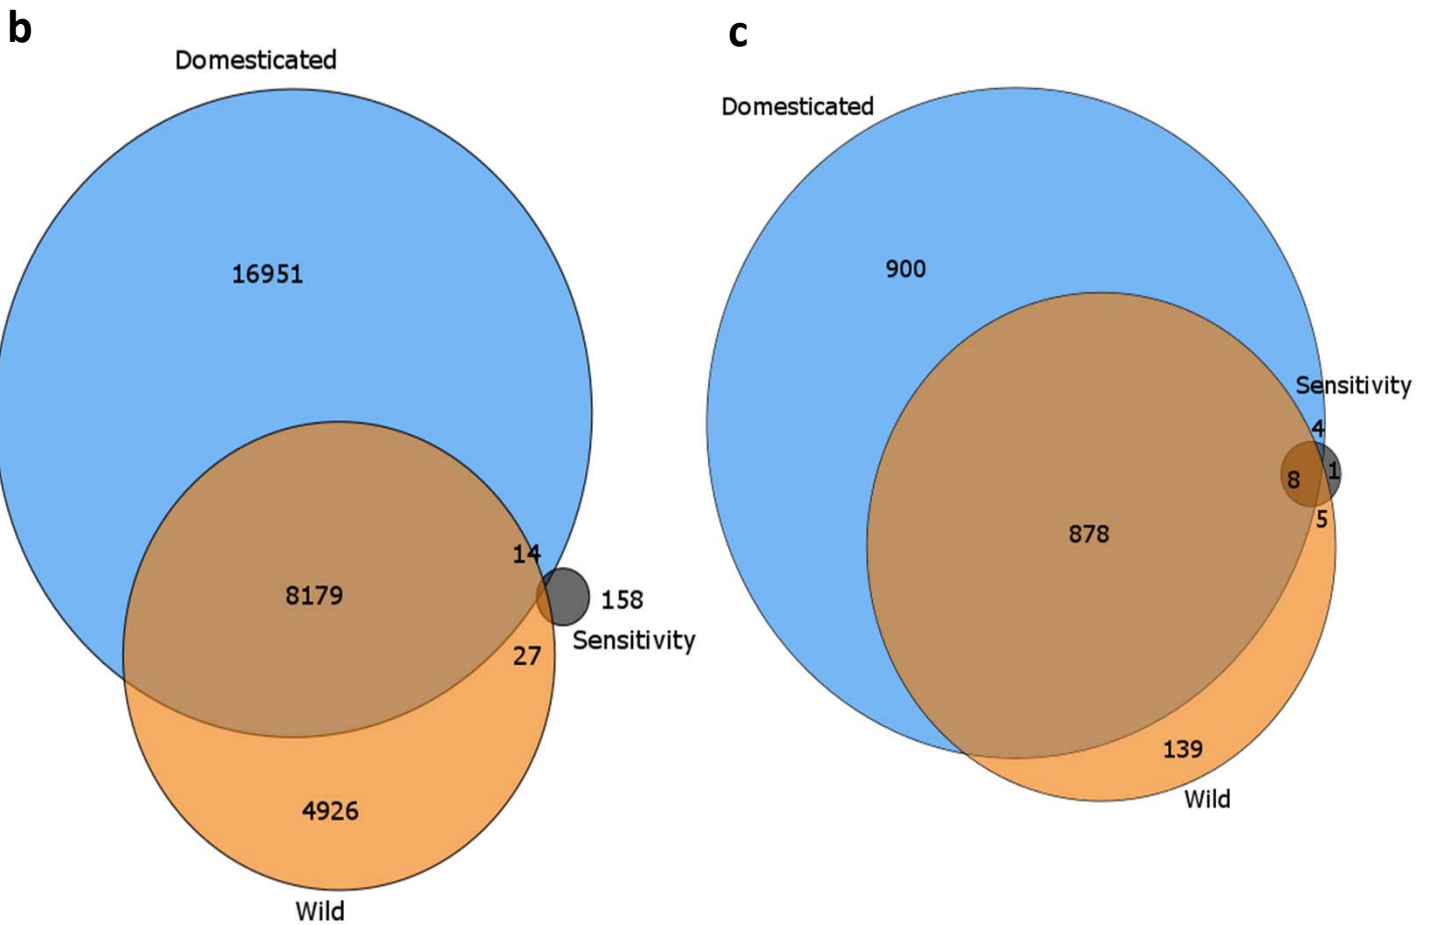 b
Domesticated
16951
14
8179
158
Sensitivity
27
4926
Wild
c
Domesticated
900
Sensitivity
4
1
8
5
878
139
Wild